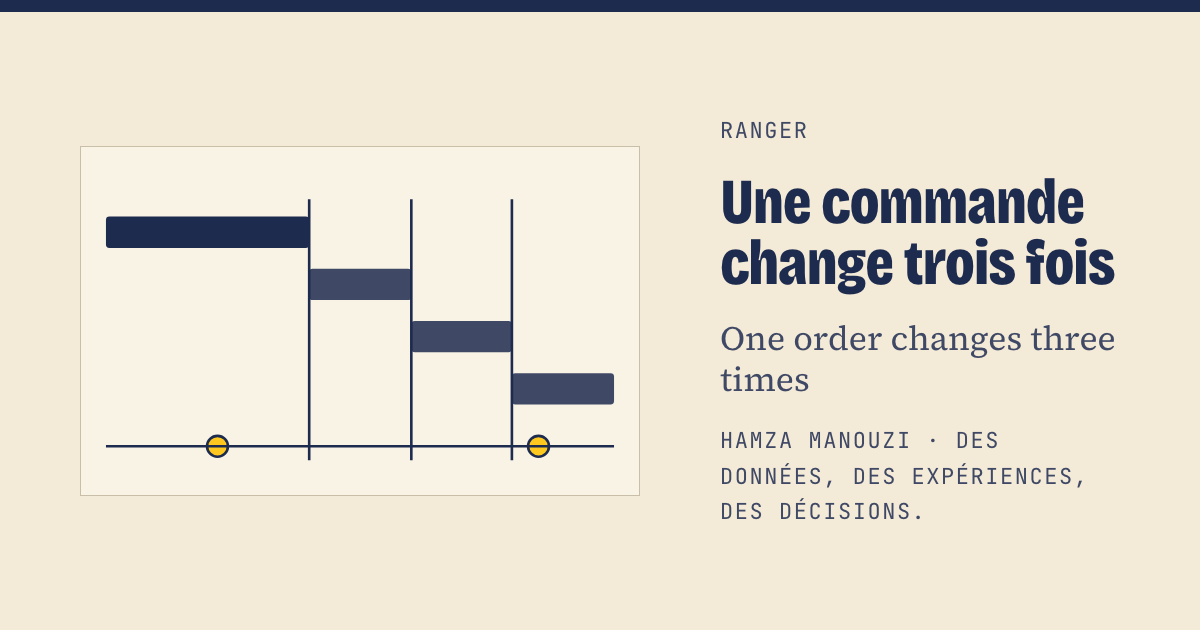 RANGER
Une commande
change trois fois
One order changes three
times
HAMZA MANOUZI · DES
DONNÉES, DES EXPÉRIENCES,
DES DÉCISIONS.